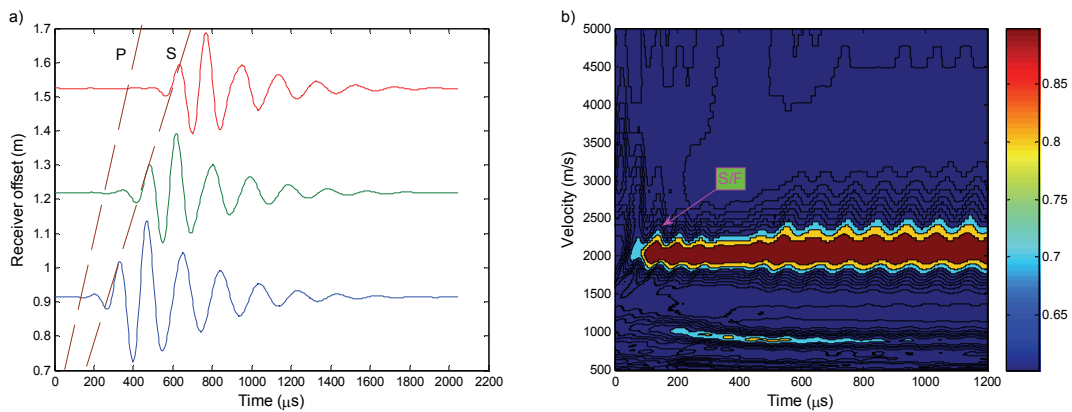 a)
1.7
1.6
1.5
1.4
1.3
1.2
1.1
1
0.9
0.8
0.7
Receiver offset (m)
P
S
0 200 400 600 800 1000 1200 1400 1600 1800 2000 2200
Time (μs)
b)
5000
4500
4000
3500
3000
2500
2000
1500
1000
500
Velocity (m/s)
S/F
0 200 400 600 800 1000 1200
Time (μs)
0.85
0.8
0.75
0.7
0.65